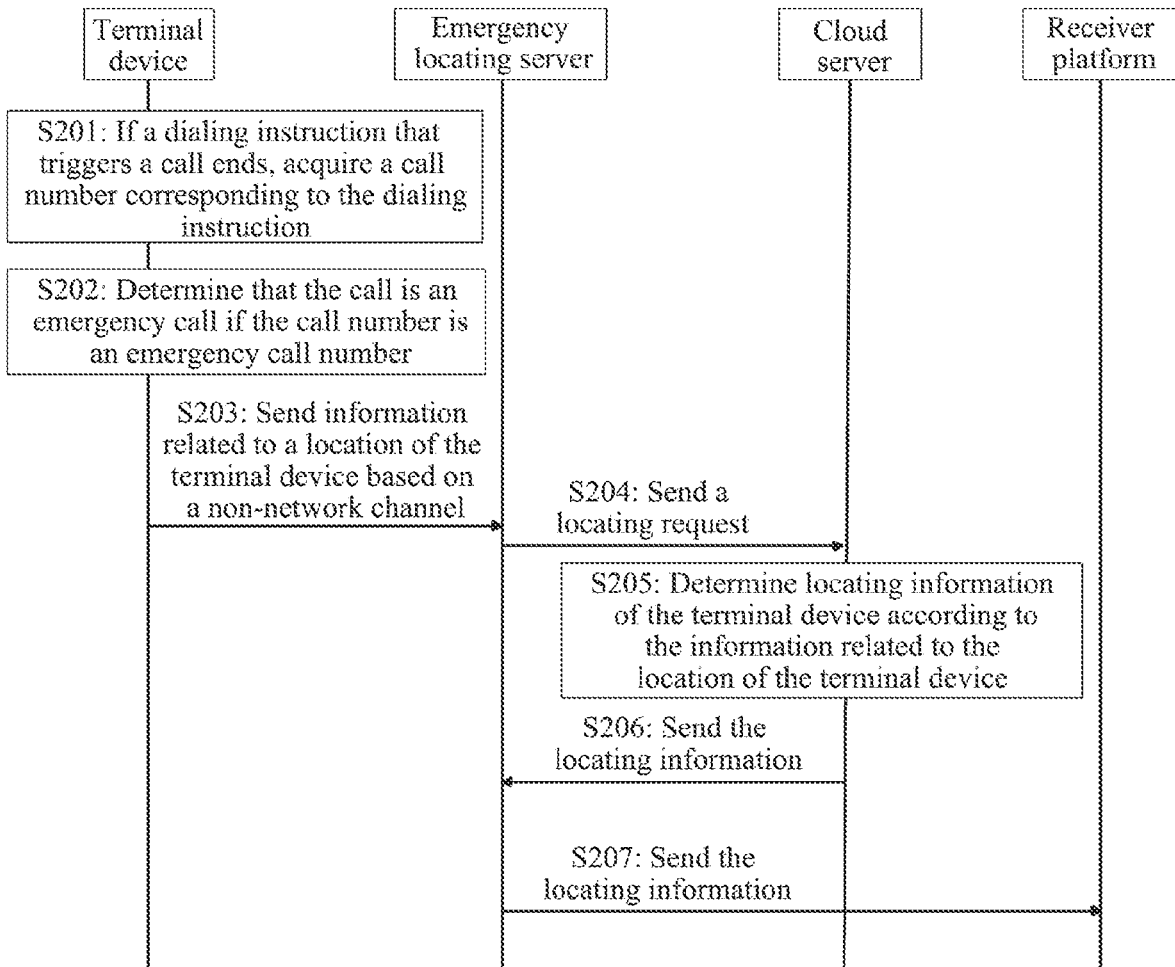 Terminal
device
Emergency
locating server
Cloud
server
Receiver
platform
S201: If a dialing instruction that
triggers a call ends, acquire a call
number corresponding to the dialing
instruction
S202: Determine that the call is an
emergency call if the call number is
an emergency call number
S203: Send information
related to a location of the
terminal device based on
a non-network channel
S204: Send a
locating request
S205: Determine locating information
of the terminal device according to
the information related to the
location of the terminal device
S206: Send the
locating information
S207: Send the
locating information